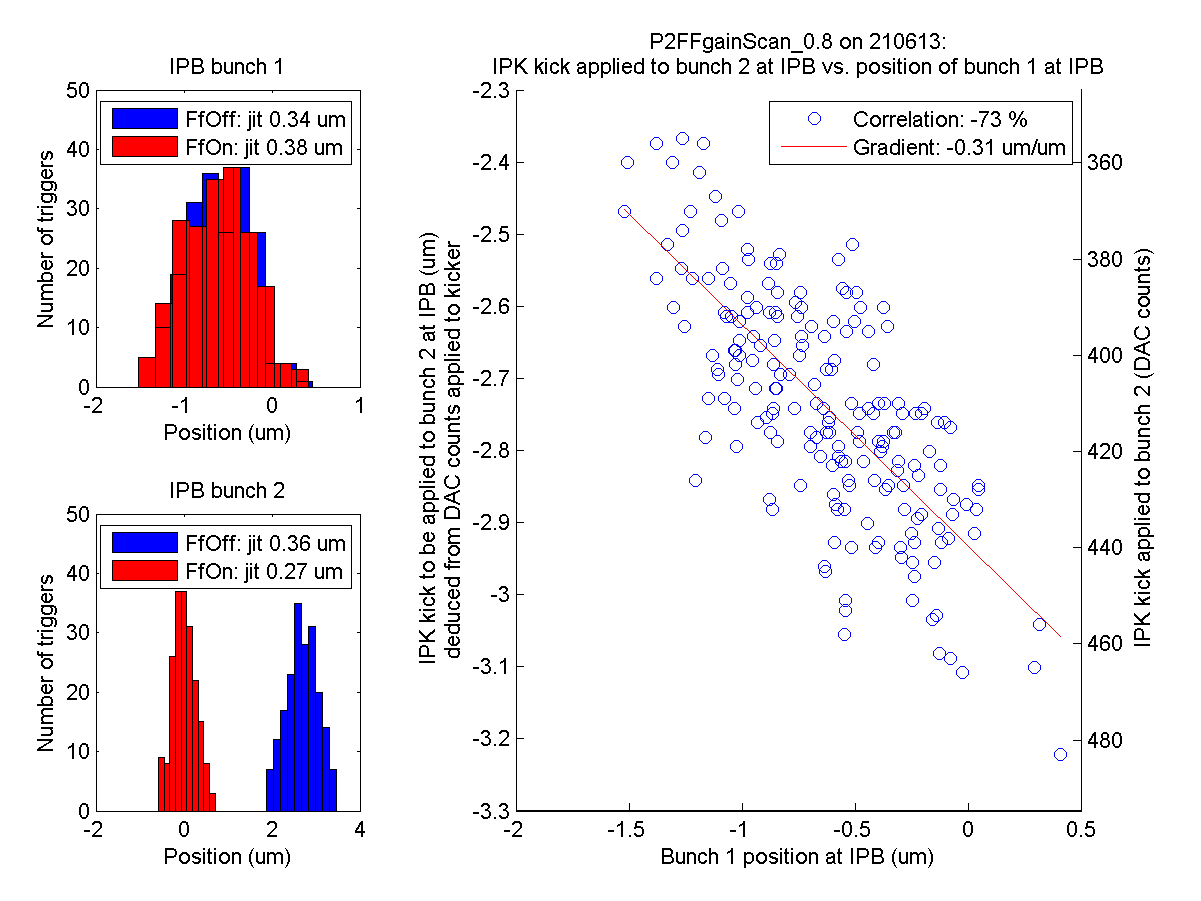 P2FFgainScan_0.8 on 210613:
IPK kick applied to bunch 2 at IPB vs. position of bunch 1 at IPB
IPB bunch 1
50
40
30
20
10
0
Number of triggers
FfOff: jit 0.34 um
FfOn: jit 0.38 um
-2
-1
0
1
Position (um)
IPB bunch 2
50
40
30
20
10
0
Number of triggers
FfOff: jit 0.36 um
FfOn: jit 0.27 um
-2
0
2
4
Position (um)
IPK kick to be applied to bunch 2 at IPB (um)
deduced from DAC counts applied to kicker
-2.3
-2.4
-2.5
-2.6
-2.7
-2.8
-2.9
-3
-3.1
-3.2
-3.3
Correlation: -73 %
Gradient: -0.31 um/um
360
380
400
420
440
460
480
IPK kick applied to bunch 2 (DAC counts)
-2
-1.5
-1
-0.5
0
0.5
Bunch 1 position at IPB (um)